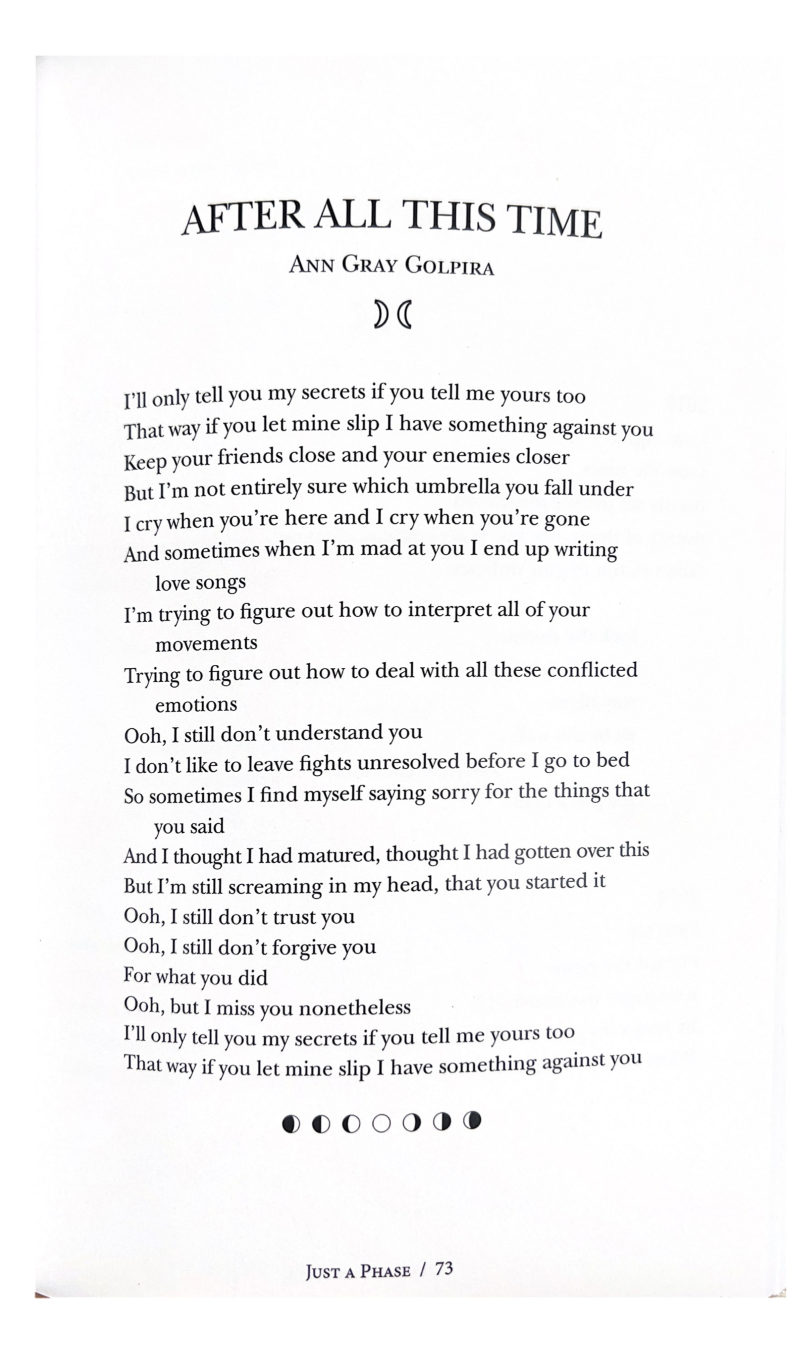 AFTER ALL THIS TIME
ANN GRAY GOLPIRA
I'll only tell you my secrets if you tell me yours too
That way if you let mine slip I have something against you
Keep your friends close and your enemies closer
But I'm not entirely sure which umbrella you fall under
I cry when you're here and I cry when you're gone
And sometimes when I'm mad at you I end up writing
love songs
I'm trying to figure out how to interpret all of your
movements
Trying to figure out how to deal with all these conflicted
emotions
Ooh, I still don't understand you
I don't like to leave fights unresolved before I go to bed
So sometimes I find myself saying sorry for the things that
you said
And I thought I had matured, thought I had gotten over this
But I'm still screaming in my head, that you started it
Ooh, I still don't trust you
Ooh, I still don't forgive you
For what you did
Ooh, but I miss you nonetheless
I'll only tell you my secrets if you tell me yours too
That way if you let mine slip I have something against you
JUST A PHASE / 73